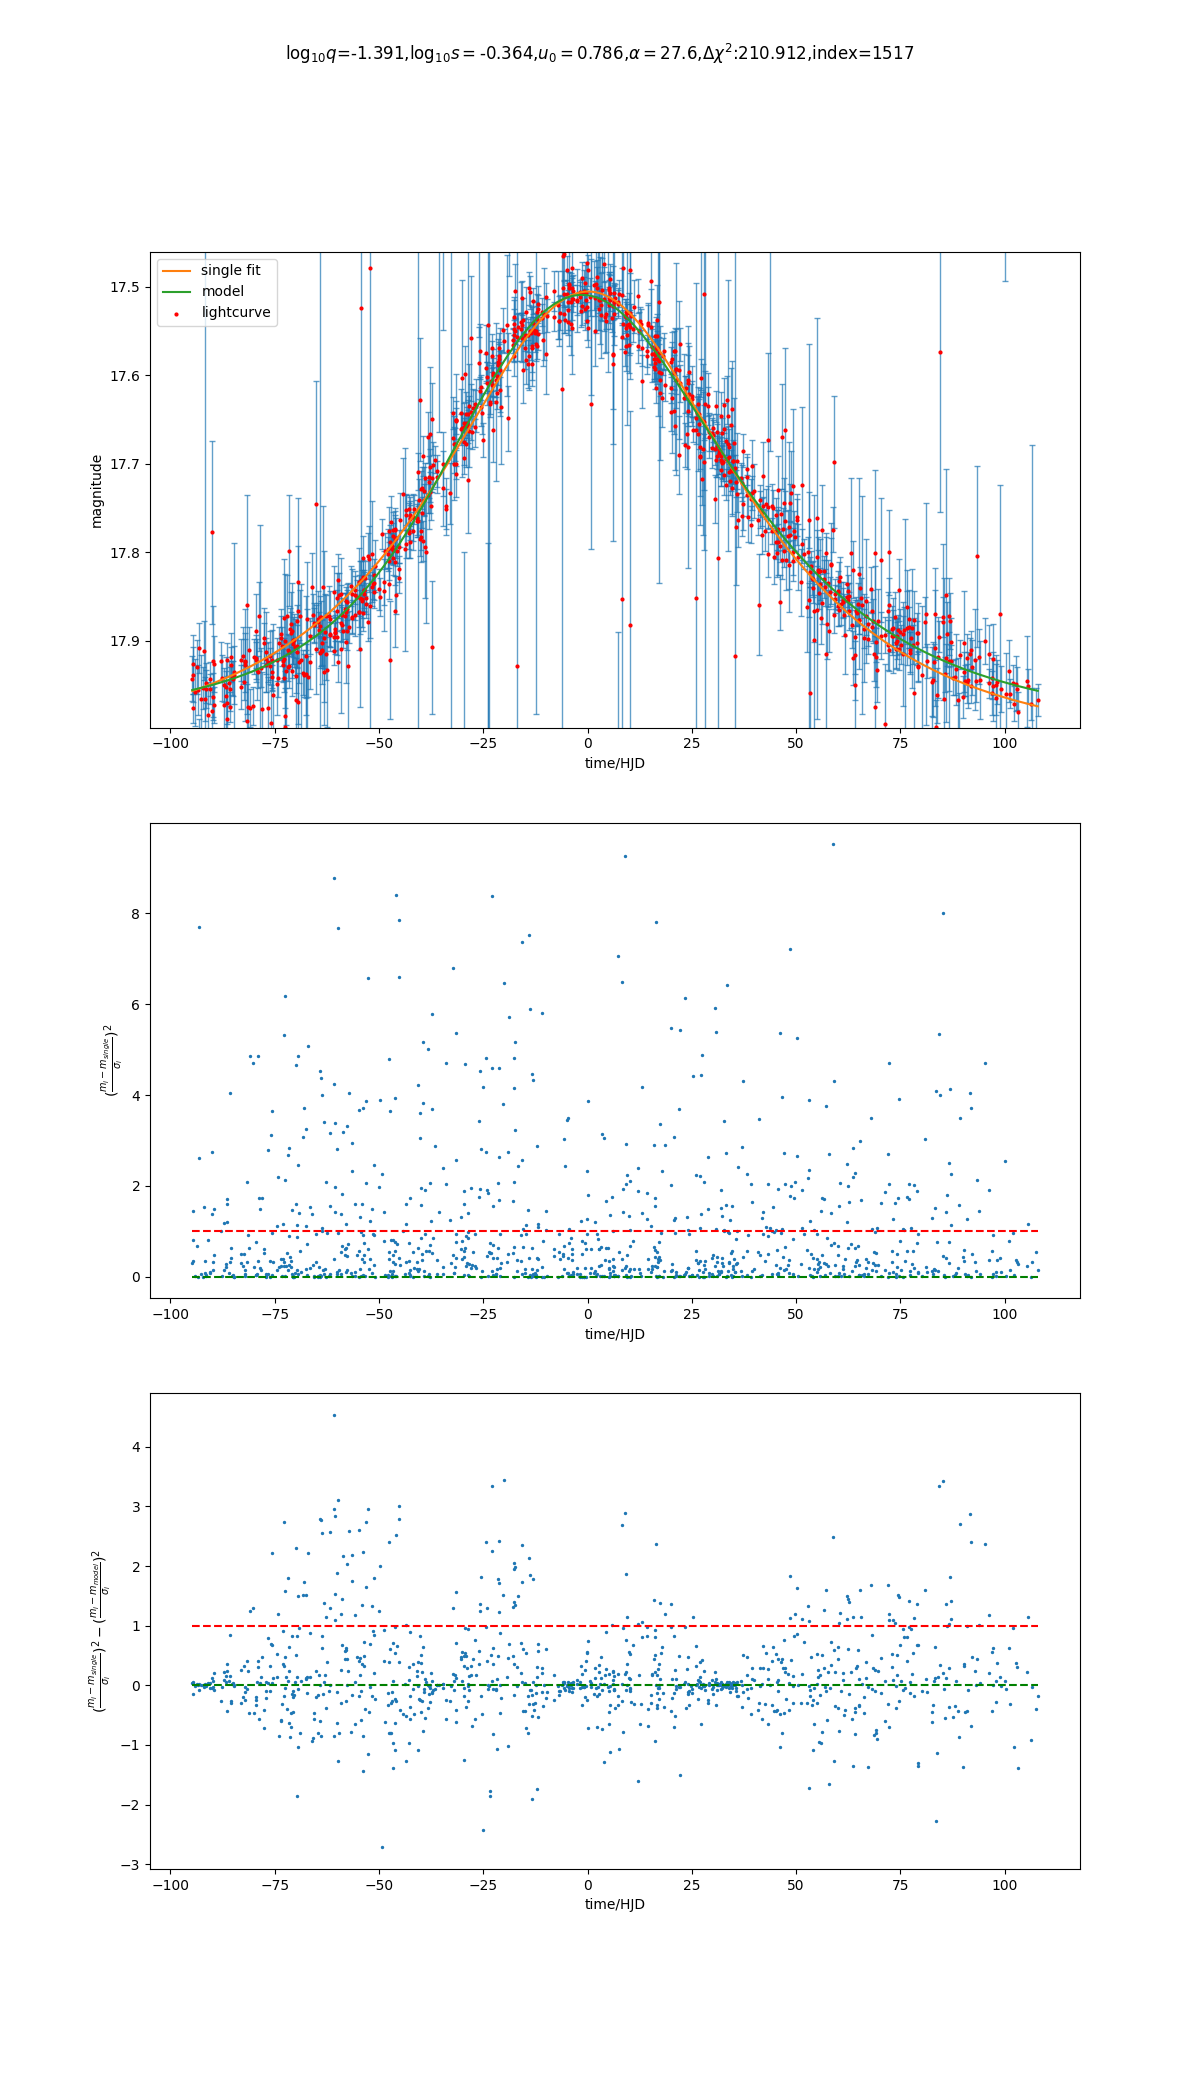 log₁₀q=-1.391,log₁₀s = -0.364,u₀ = 0.786,α = 27.6,Δχ²:210.912,index=1517
single fit
model
lightcurve
17.5
17.6
17.7
17.8
17.9
magnitude
−100 −75 −50 −25 0 25 50 75 100
time/HJD
8
6
4
2
0
(mᵢ − m_single / σᵢ)²
−100 −75 −50 −25 0 25 50 75 100
time/HJD
4
3
2
1
0
−1
−2
−3
(mᵢ − m_single / σᵢ)² − (mᵢ − m_model / σᵢ)²
−100 −75 −50 −25 0 25 50 75 100
time/HJD